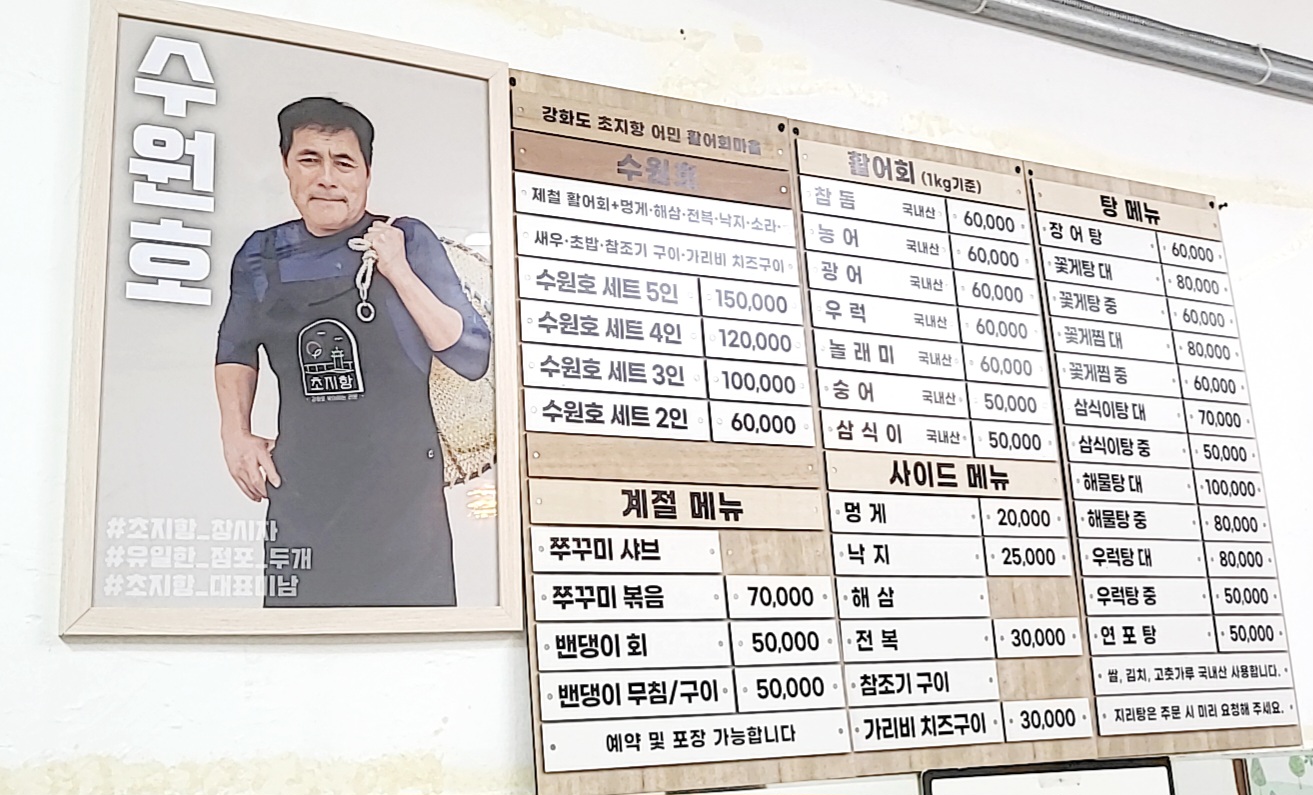 수원호
초지항
#초지항_창시자
#유일한_점포_두개
#초지항_대표미남
강화도 초지항 어민 활어회마을
수원호
제철 활어회+멍게·해삼·전복·낙지·소라·
새우·초밥·참조기 구이·가리비 치즈구이
수원호 세트 5인 150,000
수원호 세트 4인 120,000
수원호 세트 3인 100,000
수원호 세트 2인 60,000
계절 메뉴
쭈꾸미 샤브
쭈꾸미 볶음 70,000
밴댕이 회 50,000
밴댕이 무침/구이 50,000
예약 및 포장 가능합니다
활어회 (1kg기준)
참 돔 국내산 60,000
농 어 국내산 60,000
광 어 국내산 60,000
우 럭 국내산 60,000
놀 래 미 국내산 60,000
숭 어 국내산 50,000
삼 식 이 국내산 50,000
사이드 메뉴
멍 게 20,000
낙 지 25,000
해 삼
전 복 30,000
참조기 구이
가리비 치즈구이 30,000
탕 메뉴
장 어 탕 60,000
꽃게탕 대 80,000
꽃게탕 중 60,000
꽃게찜 대 80,000
꽃게찜 중 60,000
삼식이탕 대 70,000
삼식이탕 중 50,000
해물탕 대 100,000
해물탕 중 80,000
우럭탕 대 80,000
우럭탕 중 50,000
연 포 탕 50,000
쌀, 김치, 고춧가루 국내산 사용합니다.
지리탕은 주문 시 미리 요청해 주세요.